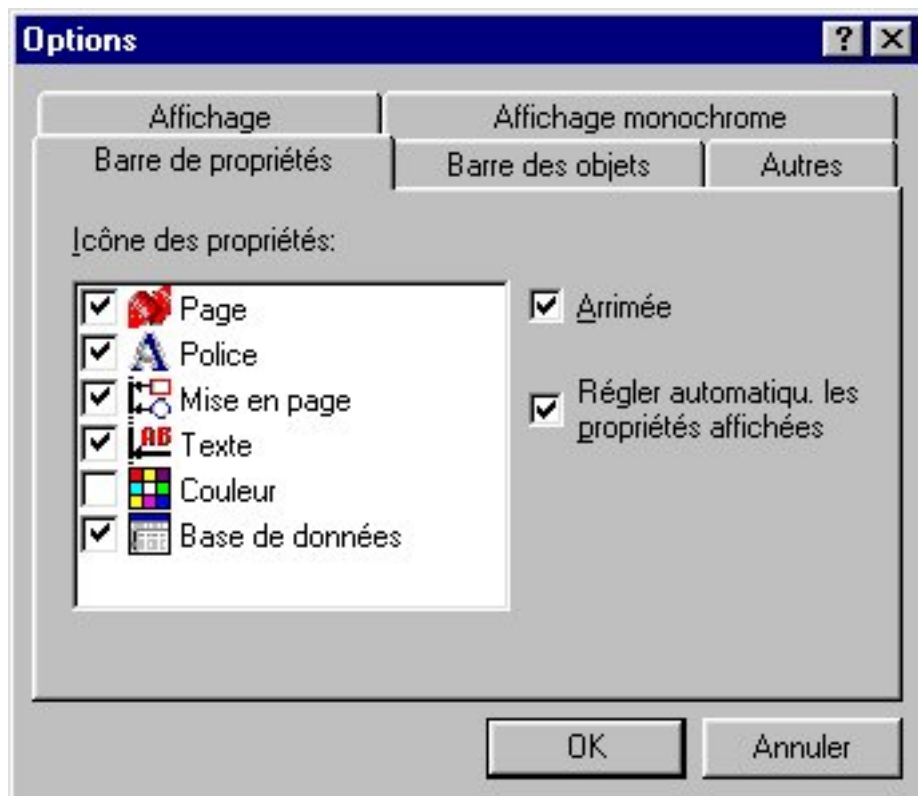 Options
Affichage
Affichage monochrome
Barre de propriétés
Barre des objets
Autres
Icône des propriétés:
Page
Police
Mise en page
Texte
Couleur
Base de données
Arrimée
Régler automatiqu. les
propriétés affichées
OK
Annuler